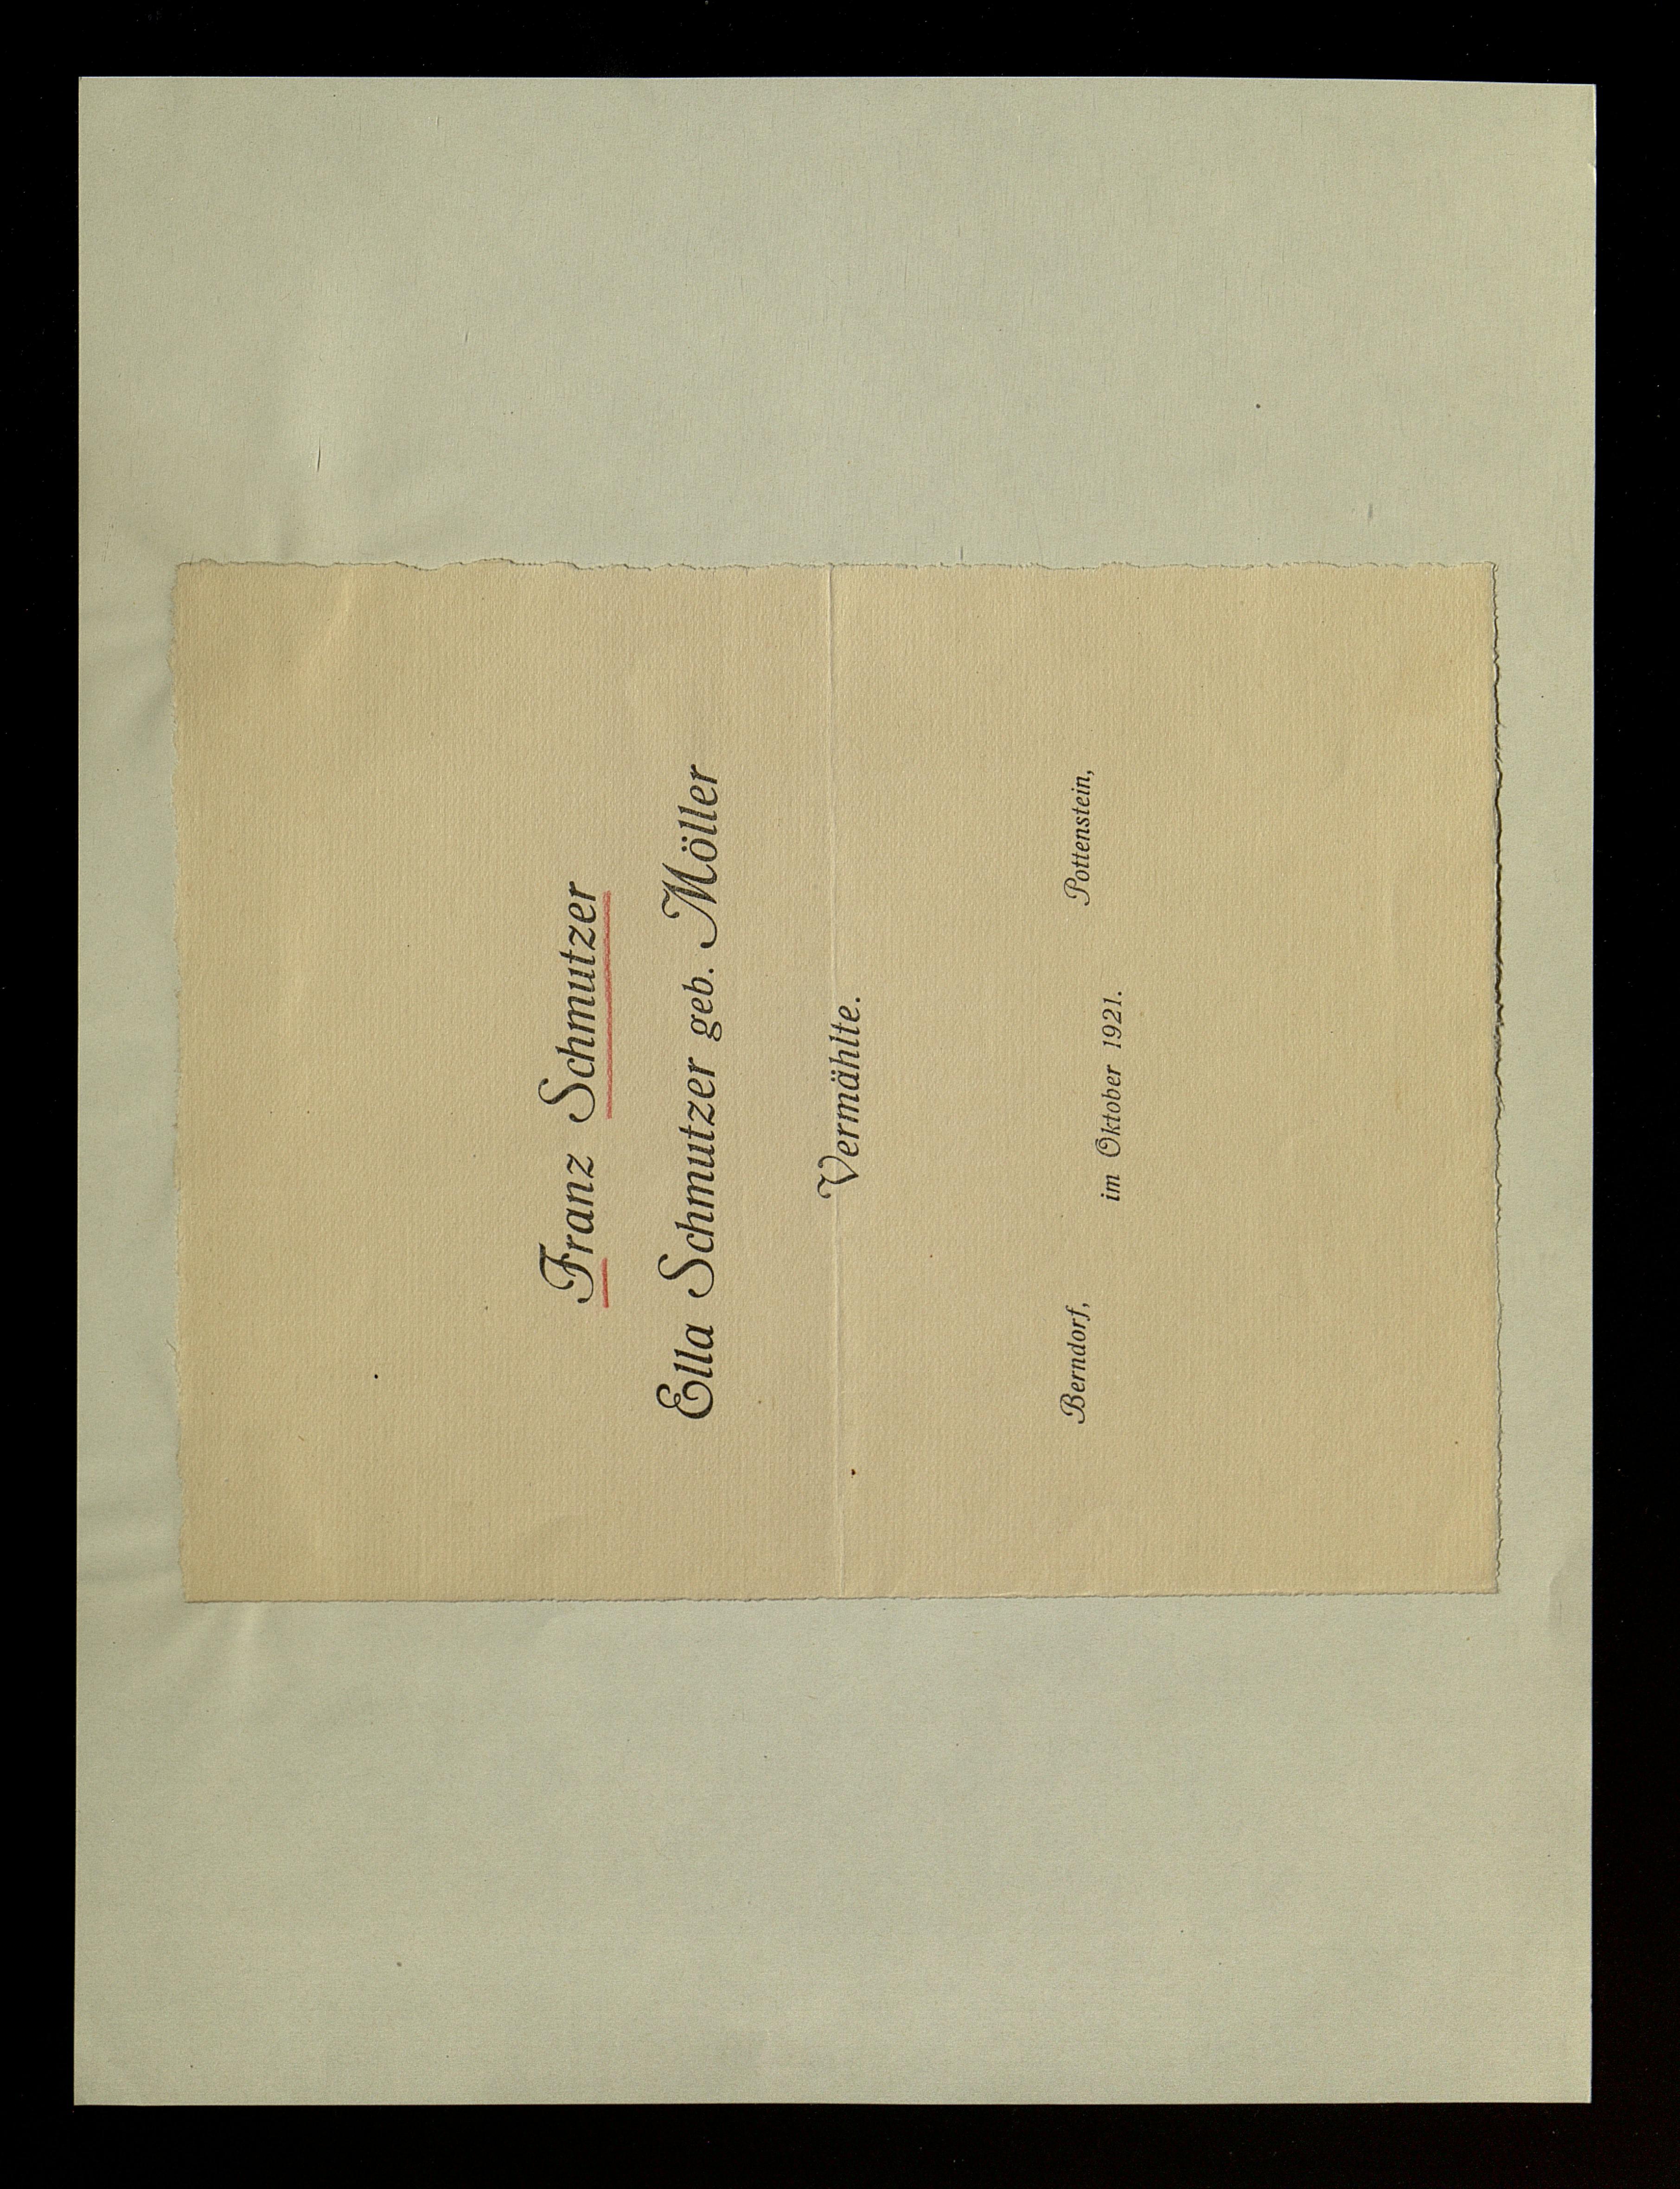 Franz Schmutzer
Ella Schmutzer geb. Möller
Vermählte.
Berndorf, Pottenstein,
im Oktober 1921.